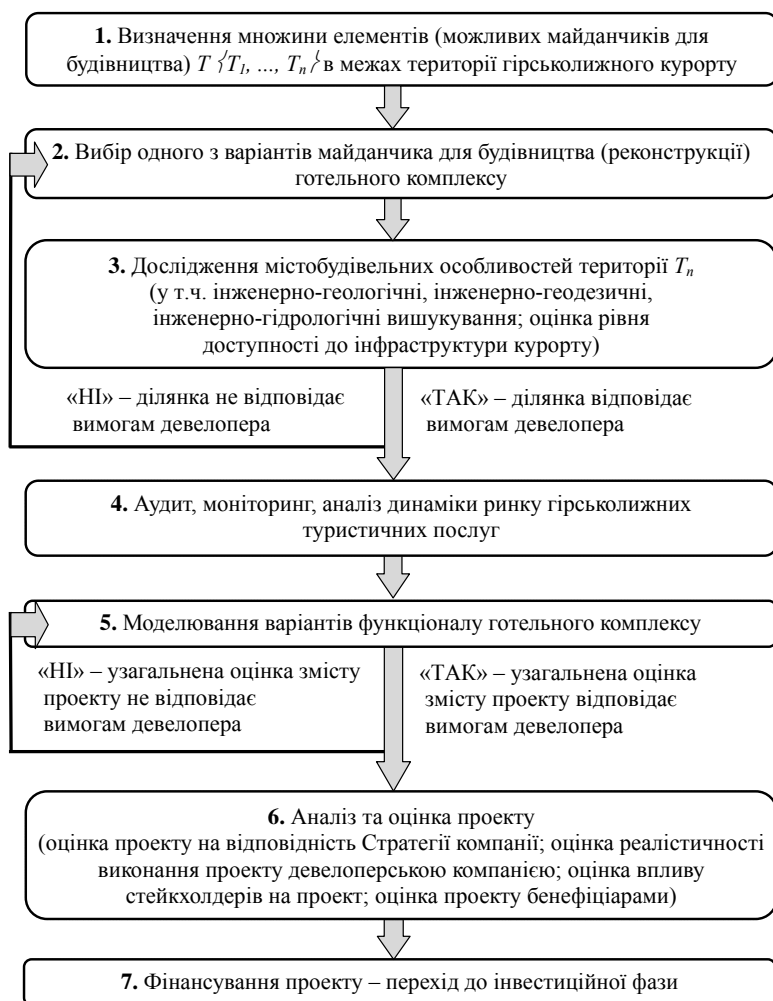 1. Визначення множини елементів (можливих майданчиків для
будівництва) T {T1, ..., Tn} в межах території гірськолижного курорту
2. Вибір одного з варіантів майданчика для будівництва (реконструкції)
готельного комплексу
3. Дослідження містобудівельних особливостей території Tn
(у т.ч. інженерно-геологічні, інженерно-геодезичні,
інженерно-гідрологічні вишукування; оцінка рівня
доступності до інфраструктури курорту)
«НІ» – ділянка не відповідає
вимогам девелопера
«ТАК» – ділянка відповідає
вимогам девелопера
4. Аудит, моніторинг, аналіз динаміки ринку гірськолижних
туристичних послуг
5. Моделювання варіантів функціоналу готельного комплексу
«НІ» – узагальнена оцінка змісту
проекту не відповідає
вимогам девелопера
«ТАК» – узагальнена оцінка
змісту проекту відповідає
вимогам девелопера
6. Аналіз та оцінка проекту
(оцінка проекту на відповідність Стратегії компанії; оцінка реалістичності
виконання проекту девелоперською компанією; оцінка впливу
стейкхолдерів на проект; оцінка проекту бенефіціарами)
7. Фінансування проекту – перехід до інвестиційної фази